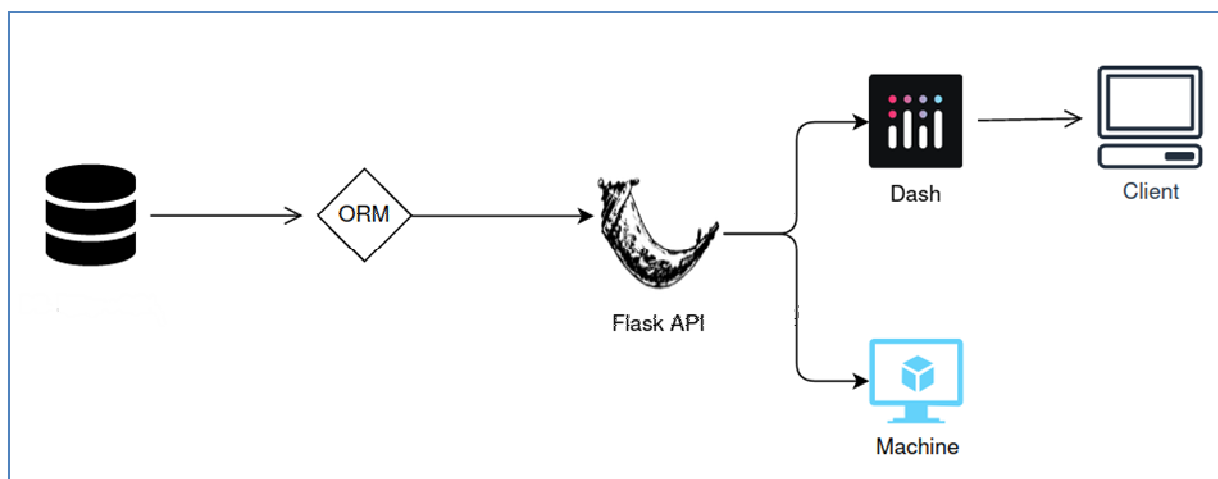 ORM
Flask API
Dash
Client
Machine